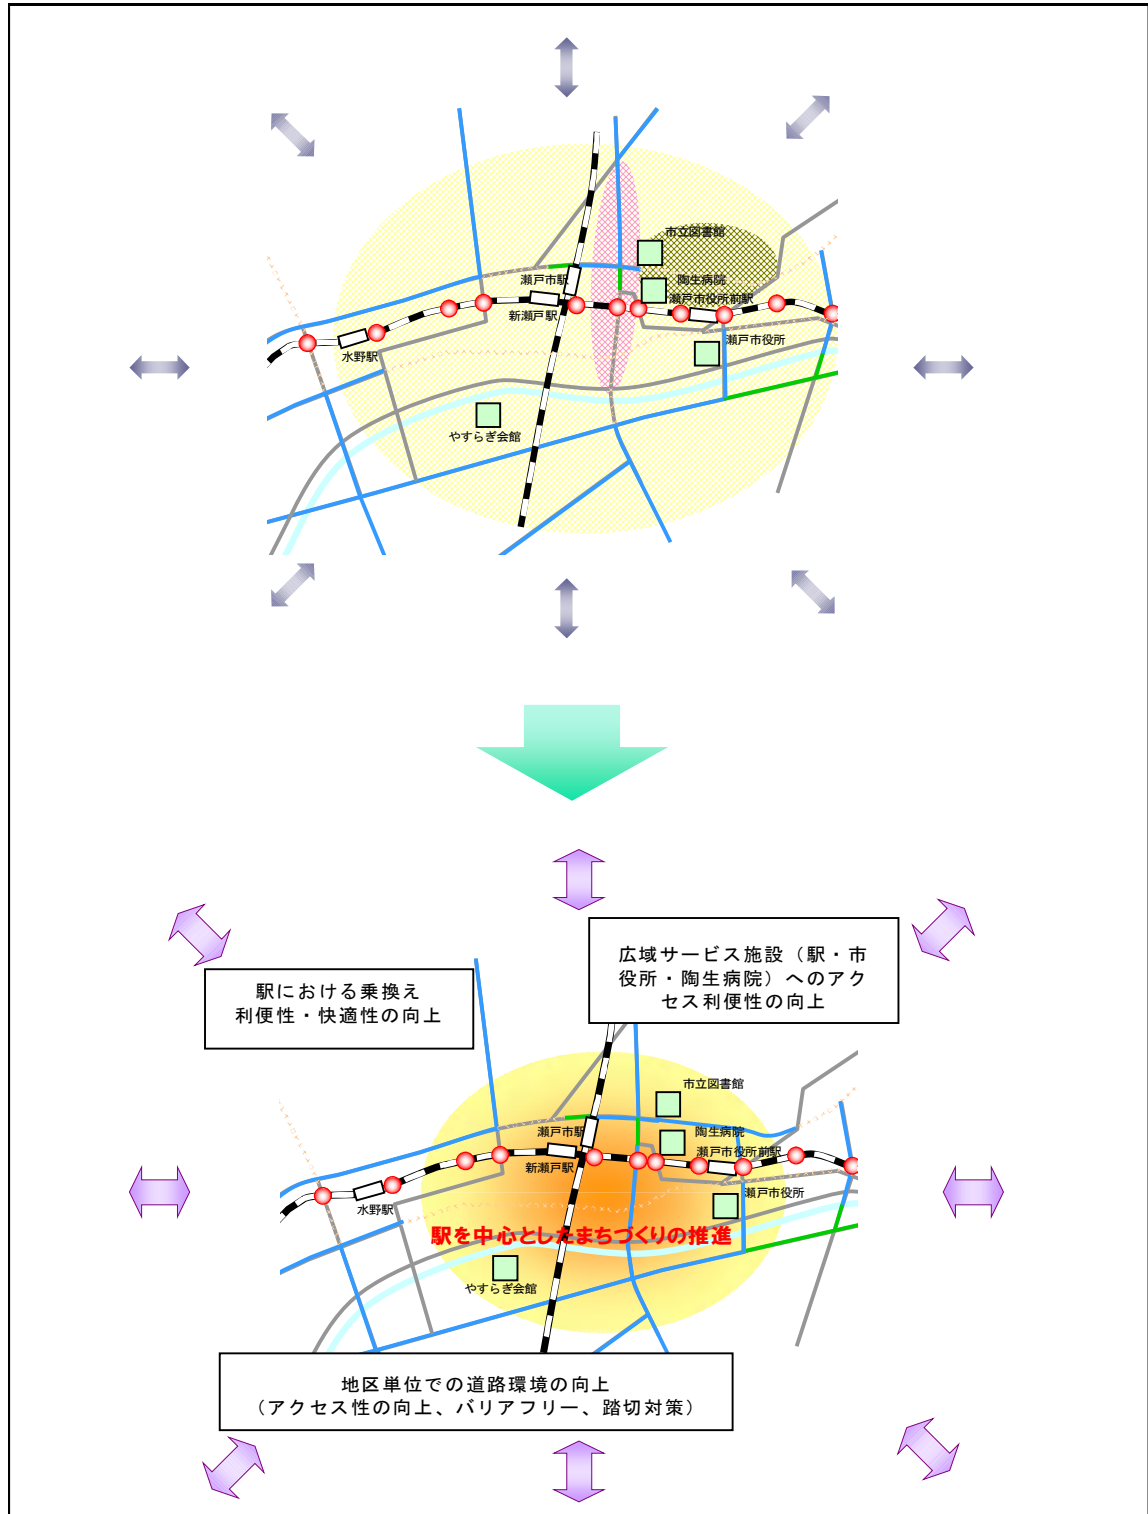 市立図書館
瀬戸市駅
陶生病院
瀬戸市役所前駅
新瀬戸駅
瀬戸市役所
水野駅
やすらぎ会館
広域サービス施設（駅・市
役所・陶生病院）へのアク
セス利便性の向上
駅における乗換え
利便性・快適性の向上
市立図書館
瀬戸市駅
陶生病院
瀬戸市役所前駅
新瀬戸駅
瀬戸市役所
水野駅
駅を中心としたまちづくりの推進
やすらぎ会館
地区単位での道路環境の向上
（アクセス性の向上、バリアフリー、踏切対策）